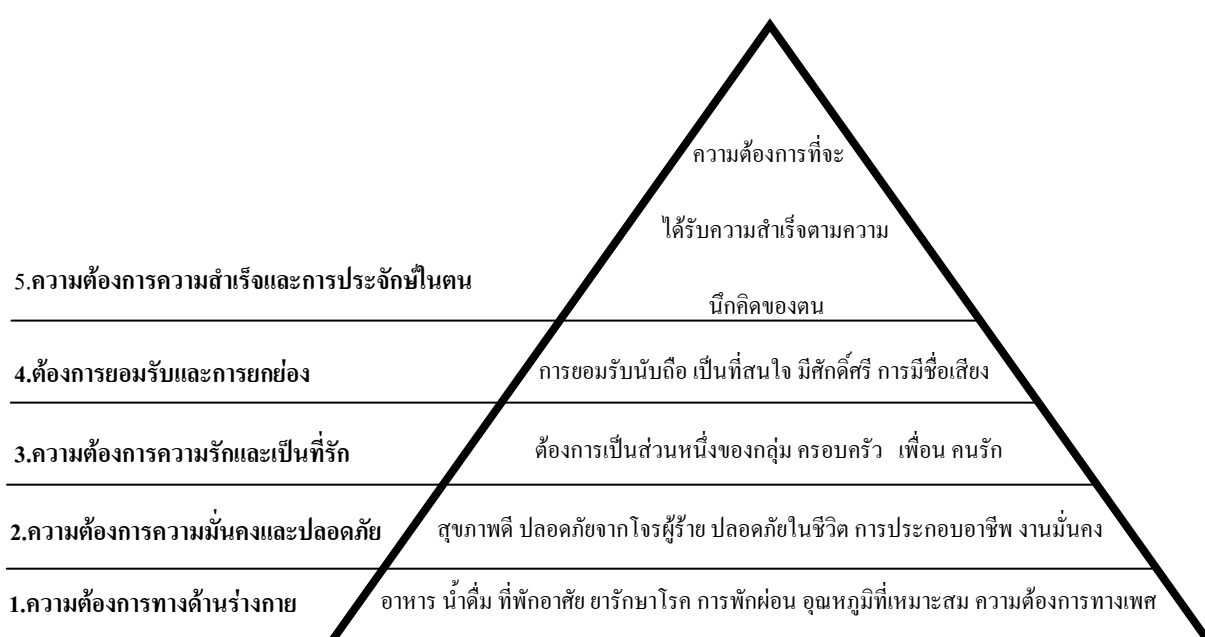 ความต้องการที่จะ
ได้รับความสำเร็จตามความ
5.ความต้องการความสำเร็จและการประจักษ์ในตน
นึกคิดของตน
4.ต้องการยอมรับและการยกย่อง การยอมรับนับถือ เป็นที่สนใจ มีศักดิ์ศรี การมีชื่อเสียง
3.ความต้องการความรักและเป็นที่รัก ต้องการเป็นส่วนหนึ่งของกลุ่ม ครอบครัว เพื่อน คนรัก
2.ความต้องการความมั่นคงและปลอดภัย สุขภาพดี ปลอดภัยจากโจรผู้ร้าย ปลอดภัยในชีวิต การประกอบอาชีพ งานมั่นคง
1.ความต้องการทางด้านร่างกาย อาหาร น้ำดื่ม ที่พักอาศัย ยารักษาโรค การพักผ่อน อุณหภูมิที่เหมาะสม ความต้องการทางเพศ